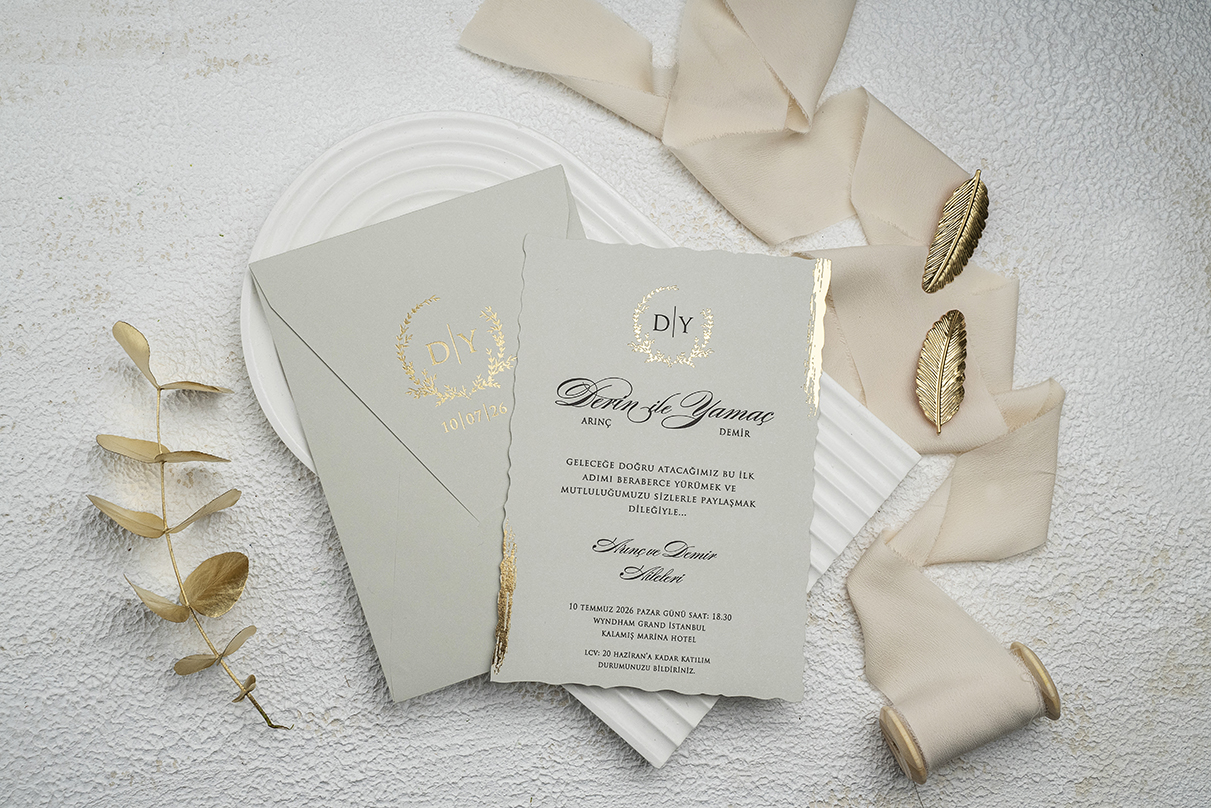 D|Y
10|07|26
D|Y
Derin ile Yamaç
ARINÇ DEMİR
GELECEĞE DOĞRU ATACAĞIMIZ BU İLK
ADIMI BERABERCE YÜRÜMEK VE
MUTLULUĞUMUZU SİZLERLE PAYLAŞMAK
DİLEĞİYLE...
Arınç ve Demir
Aileleri
10 TEMMUZ 2026 PAZAR GÜNÜ SAAT: 18.30
WYNDHAM GRAND İSTANBUL
KALAMIŞ MARİNA HOTEL
LCV: 20 HAZİRAN'A KADAR KATILIM
DURUMUNUZU BİLDİRİNİZ.